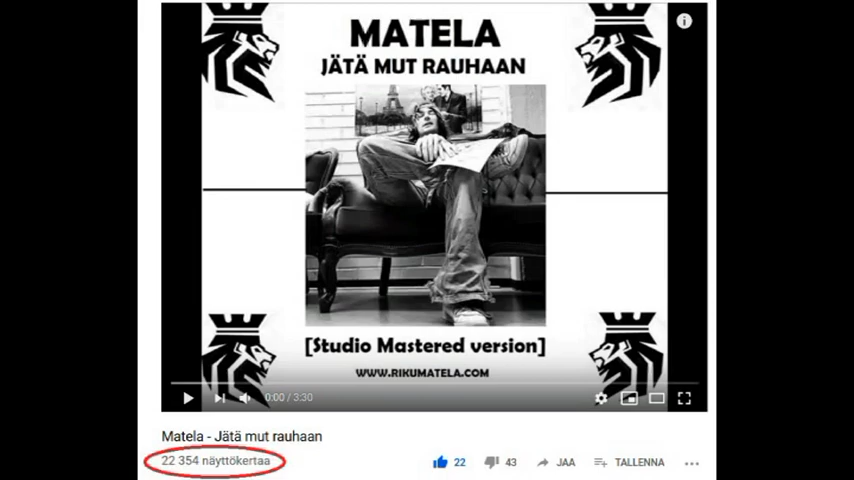 MATELA
JÄTÄ MUT RAUHAAN
[Studio Mastered version]
WWW.RIKUMATELA.COM
0:00 / 3:30
Matela - Jätä mut rauhaan
22 354 näyttökertaa
22
43
JAA
TALLENNA